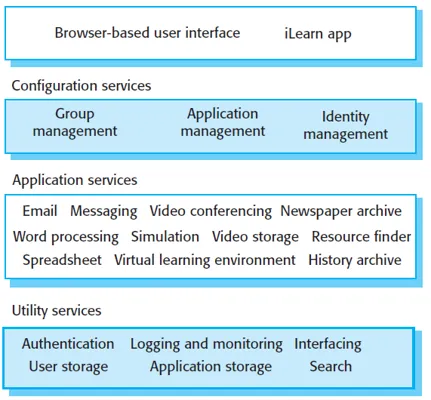 Browser-based user interface iLearn app
Configuration services
Group management Application management Identity management
Application services
Email Messaging Video conferencing Newspaper archive
Word processing Simulation Video storage Resource finder
Spreadsheet Virtual learning environment History archive
Utility services
Authentication Logging and monitoring Interfacing
User storage Application storage Search